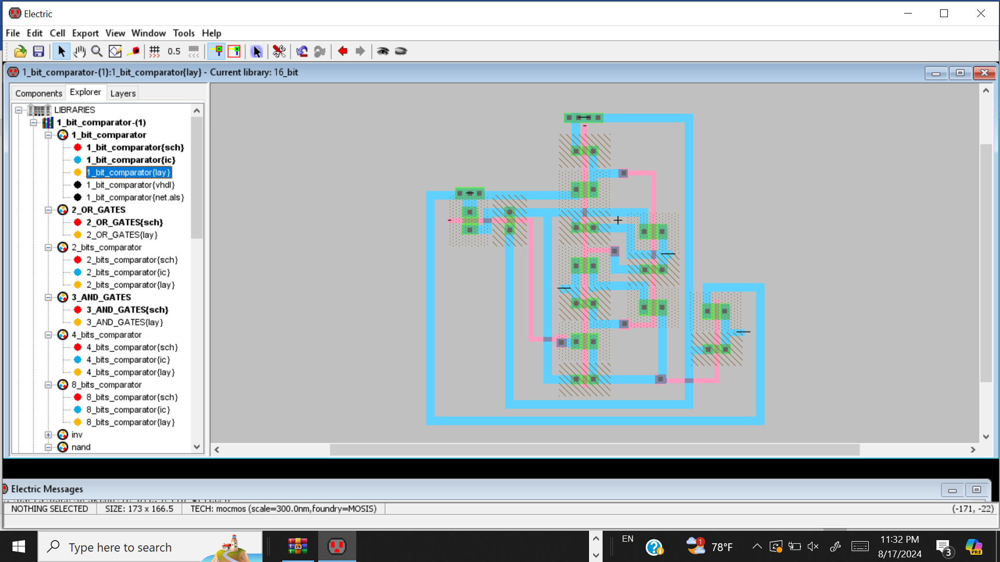 Electric
File Edit Cell Export View Window Tools Help
0.5
1_bit_comparator-(1):1_bit_comparator{lay} - Current library: 16_bit
Components Explorer Layers
LIBRARIES
1_bit_comparator-(1)
1_bit_comparator
1_bit_comparator{sch}
1_bit_comparator{ic}
1_bit_comparator{lay}
1_bit_comparator{vhdl}
1_bit_comparator{net.als}
2_OR_GATES
2_OR_GATES{sch}
2_OR_GATES{lay}
2_bits_comparator
2_bits_comparator{sch}
2_bits_comparator{ic}
2_bits_comparator{lay}
3_AND_GATES
3_AND_GATES{sch}
3_AND_GATES{lay}
4_bits_comparator
4_bits_comparator{sch}
4_bits_comparator{ic}
4_bits_comparator{lay}
8_bits_comparator
8_bits_comparator{sch}
8_bits_comparator{ic}
8_bits_comparator{lay}
inv
nand
Electric Messages
NOTHING SELECTED SIZE: 173 x 166.5 TECH: mocmos (scale=300.0nm,foundry=MOSIS) (-171, -22)
Type here to search
EN
1
78°F
11:32 PM
8/17/2024
3
PRE